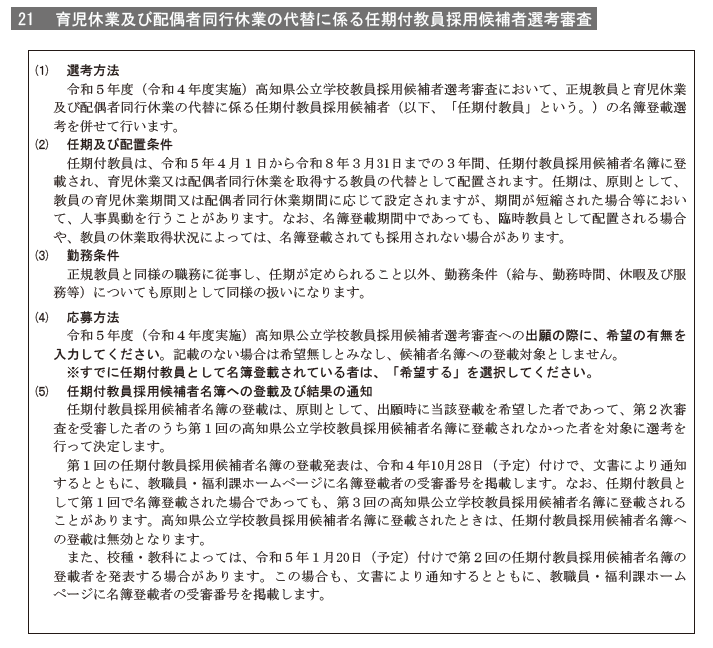 21　育児休業及び配偶者同行休業の代替に係る任期付教員採用候補者選考審査
(1)　選考方法
令和５年度（令和４年度実施）高知県公立学校教員採用候補者選考審査において、正規教員と育児休業
及び配偶者同行休業の代替に係る任期付教員採用候補者（以下、「任期付教員」という。）の名簿登載選
考を併せて行います。
(2)　任期及び配置条件
任期付教員は、令和５年４月１日から令和８年３月31日までの３年間、任期付教員採用候補者名簿に登
載され、育児休業又は配偶者同行休業を取得する教員の代替として配置されます。任期は、原則として、
教員の育児休業期間又は配偶者同行休業期間に応じて設定されますが、期間が短縮された場合等におい
て、人事異動を行うことがあります。なお、名簿登載期間中であっても、臨時教員として配置される場合
や、教員の休業取得状況によっては、名簿登載されても採用されない場合があります。
(3)　勤務条件
正規教員と同様の職務に従事し、任期が定められること以外、勤務条件（給与、勤務時間、休暇及び服
務等）についても原則として同様の扱いになります。
(4)　応募方法
令和５年度（令和４年度実施）高知県公立学校教員採用候補者選考審査への出願の際に、希望の有無を
入力してください。記載のない場合は希望無しとみなし、候補者名簿への登載対象としません。
※すでに任期付教員として名簿登載されている者は、「希望する」を選択してください。
(5)　任期付教員採用候補者名簿への登載及び結果の通知
任期付教員採用候補者名簿の登載は、原則として、出願時に当該登載を希望した者であって、第２次審
査を受審した者のうち第１回の高知県公立学校教員採用候補者名簿に登載されなかった者を対象に選考を
行って決定します。
第１回の任期付教員採用候補者名簿の登載発表は、令和４年10月28日（予定）付けで、文書により通知
するとともに、教職員・福利課ホームページに名簿登載者の受審番号を掲載します。なお、任期付教員と
して第１回で名簿登載された場合であっても、第３回の高知県公立学校教員採用候補者名簿に登載される
ことがあります。高知県公立学校教員採用候補者名簿に登載されたときは、任期付教員採用候補者名簿へ
の登載は無効となります。
また、校種・教科によっては、令和５年１月20日（予定）付けで第２回の任期付教員採用候補者名簿の
登載者を発表する場合があります。この場合も、文書により通知するとともに、教職員・福利課ホーム
ページに名簿登載者の受審番号を掲載します。